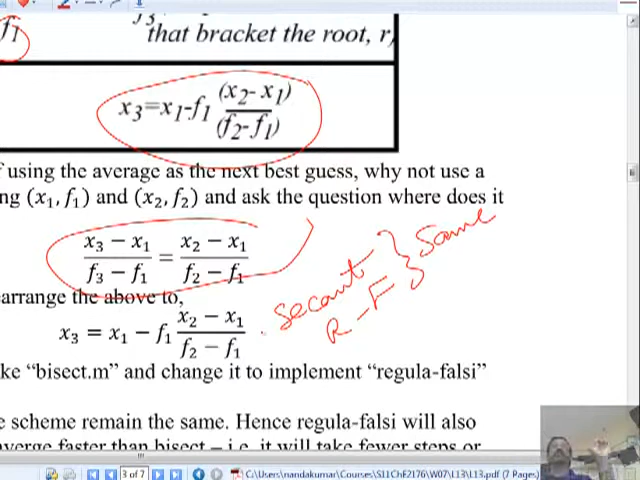 f1
that bracket the root, r,
x3=x1-f1 (x2-x1)
(f2-f1)
using the average as the next best guess, why not use a
ng (x1, f1) and (x2, f2) and ask the question where does it
x3 − x1 / f3 − f1 = x2 − x1 / f2 − f1
arrange the above to,
x3 = x1 − f1 x2 − x1 / f2 − f1 .
secant
R-F } same
ke “bisect.m” and change it to implement “regula-falsi”
e scheme remain the same. Hence regula-falsi will also
verge faster than bisect – i.e. it will take fewer steps or
3 of 7
C:\Users\nandakumar\Courses\S11ChE2176\W07\L13\L13.pdf (7 Pages)